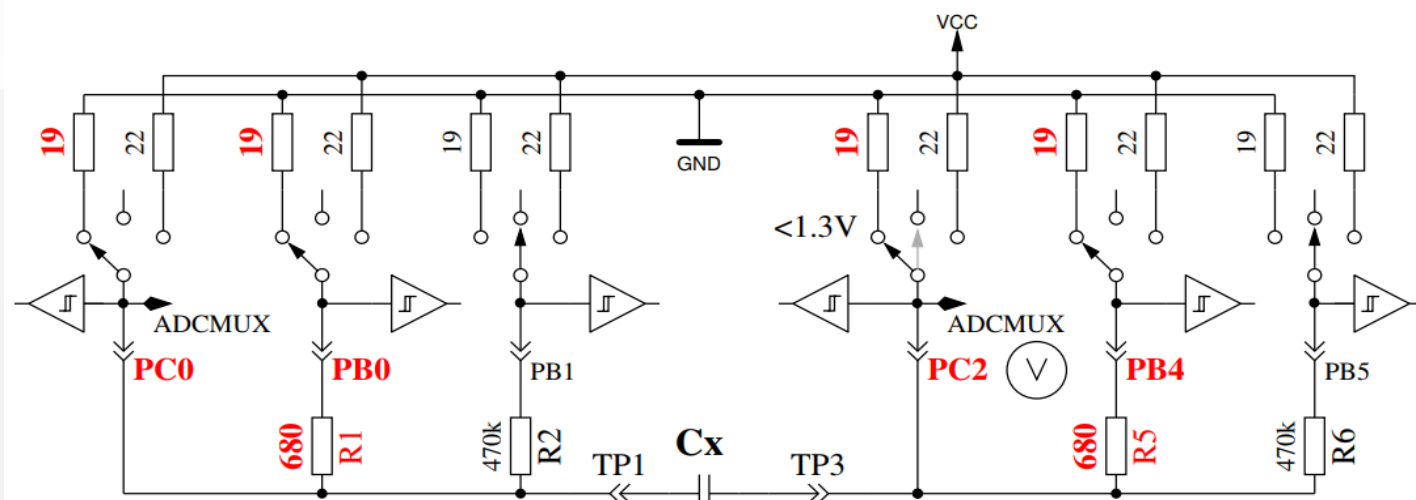 VCC
19
22
19
22
19
22
GND
19
22
19
22
19
22
<1.3V
ADCMUX
ADCMUX
PC0
PB0
PB1
PC2
V
PB4
PB5
680
R1
470k
R2
TP1
Cx
TP3
680
R5
470k
R6